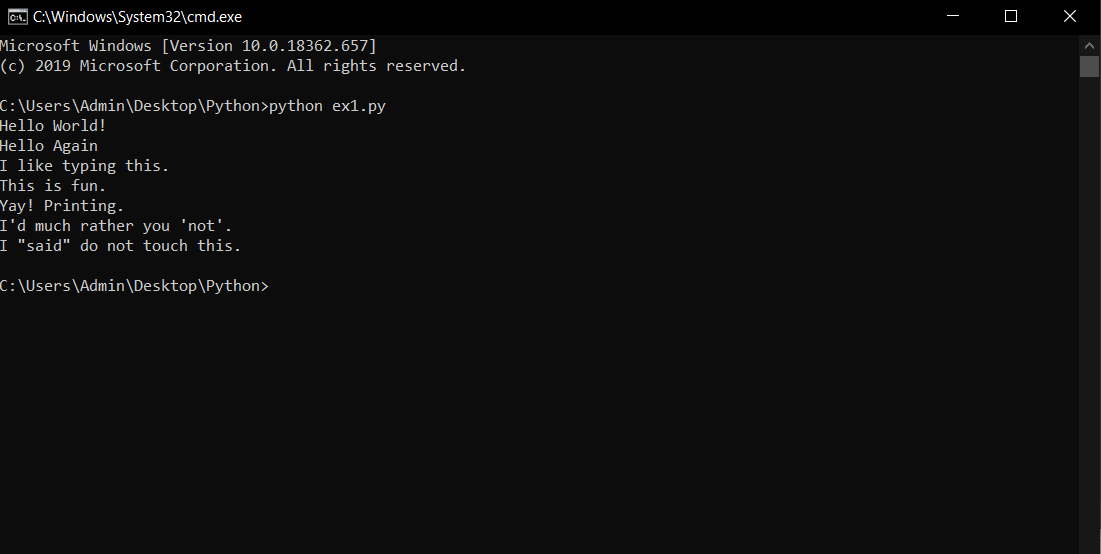 C:\Windows\System32\cmd.exe
Microsoft Windows [Version 10.0.18362.657]
(c) 2019 Microsoft Corporation. All rights reserved.
C:\Users\Admin\Desktop\Python>python ex1.py
Hello World!
Hello Again
I like typing this.
This is fun.
Yay! Printing.
I'd much rather you 'not'.
I "said" do not touch this.
C:\Users\Admin\Desktop\Python>